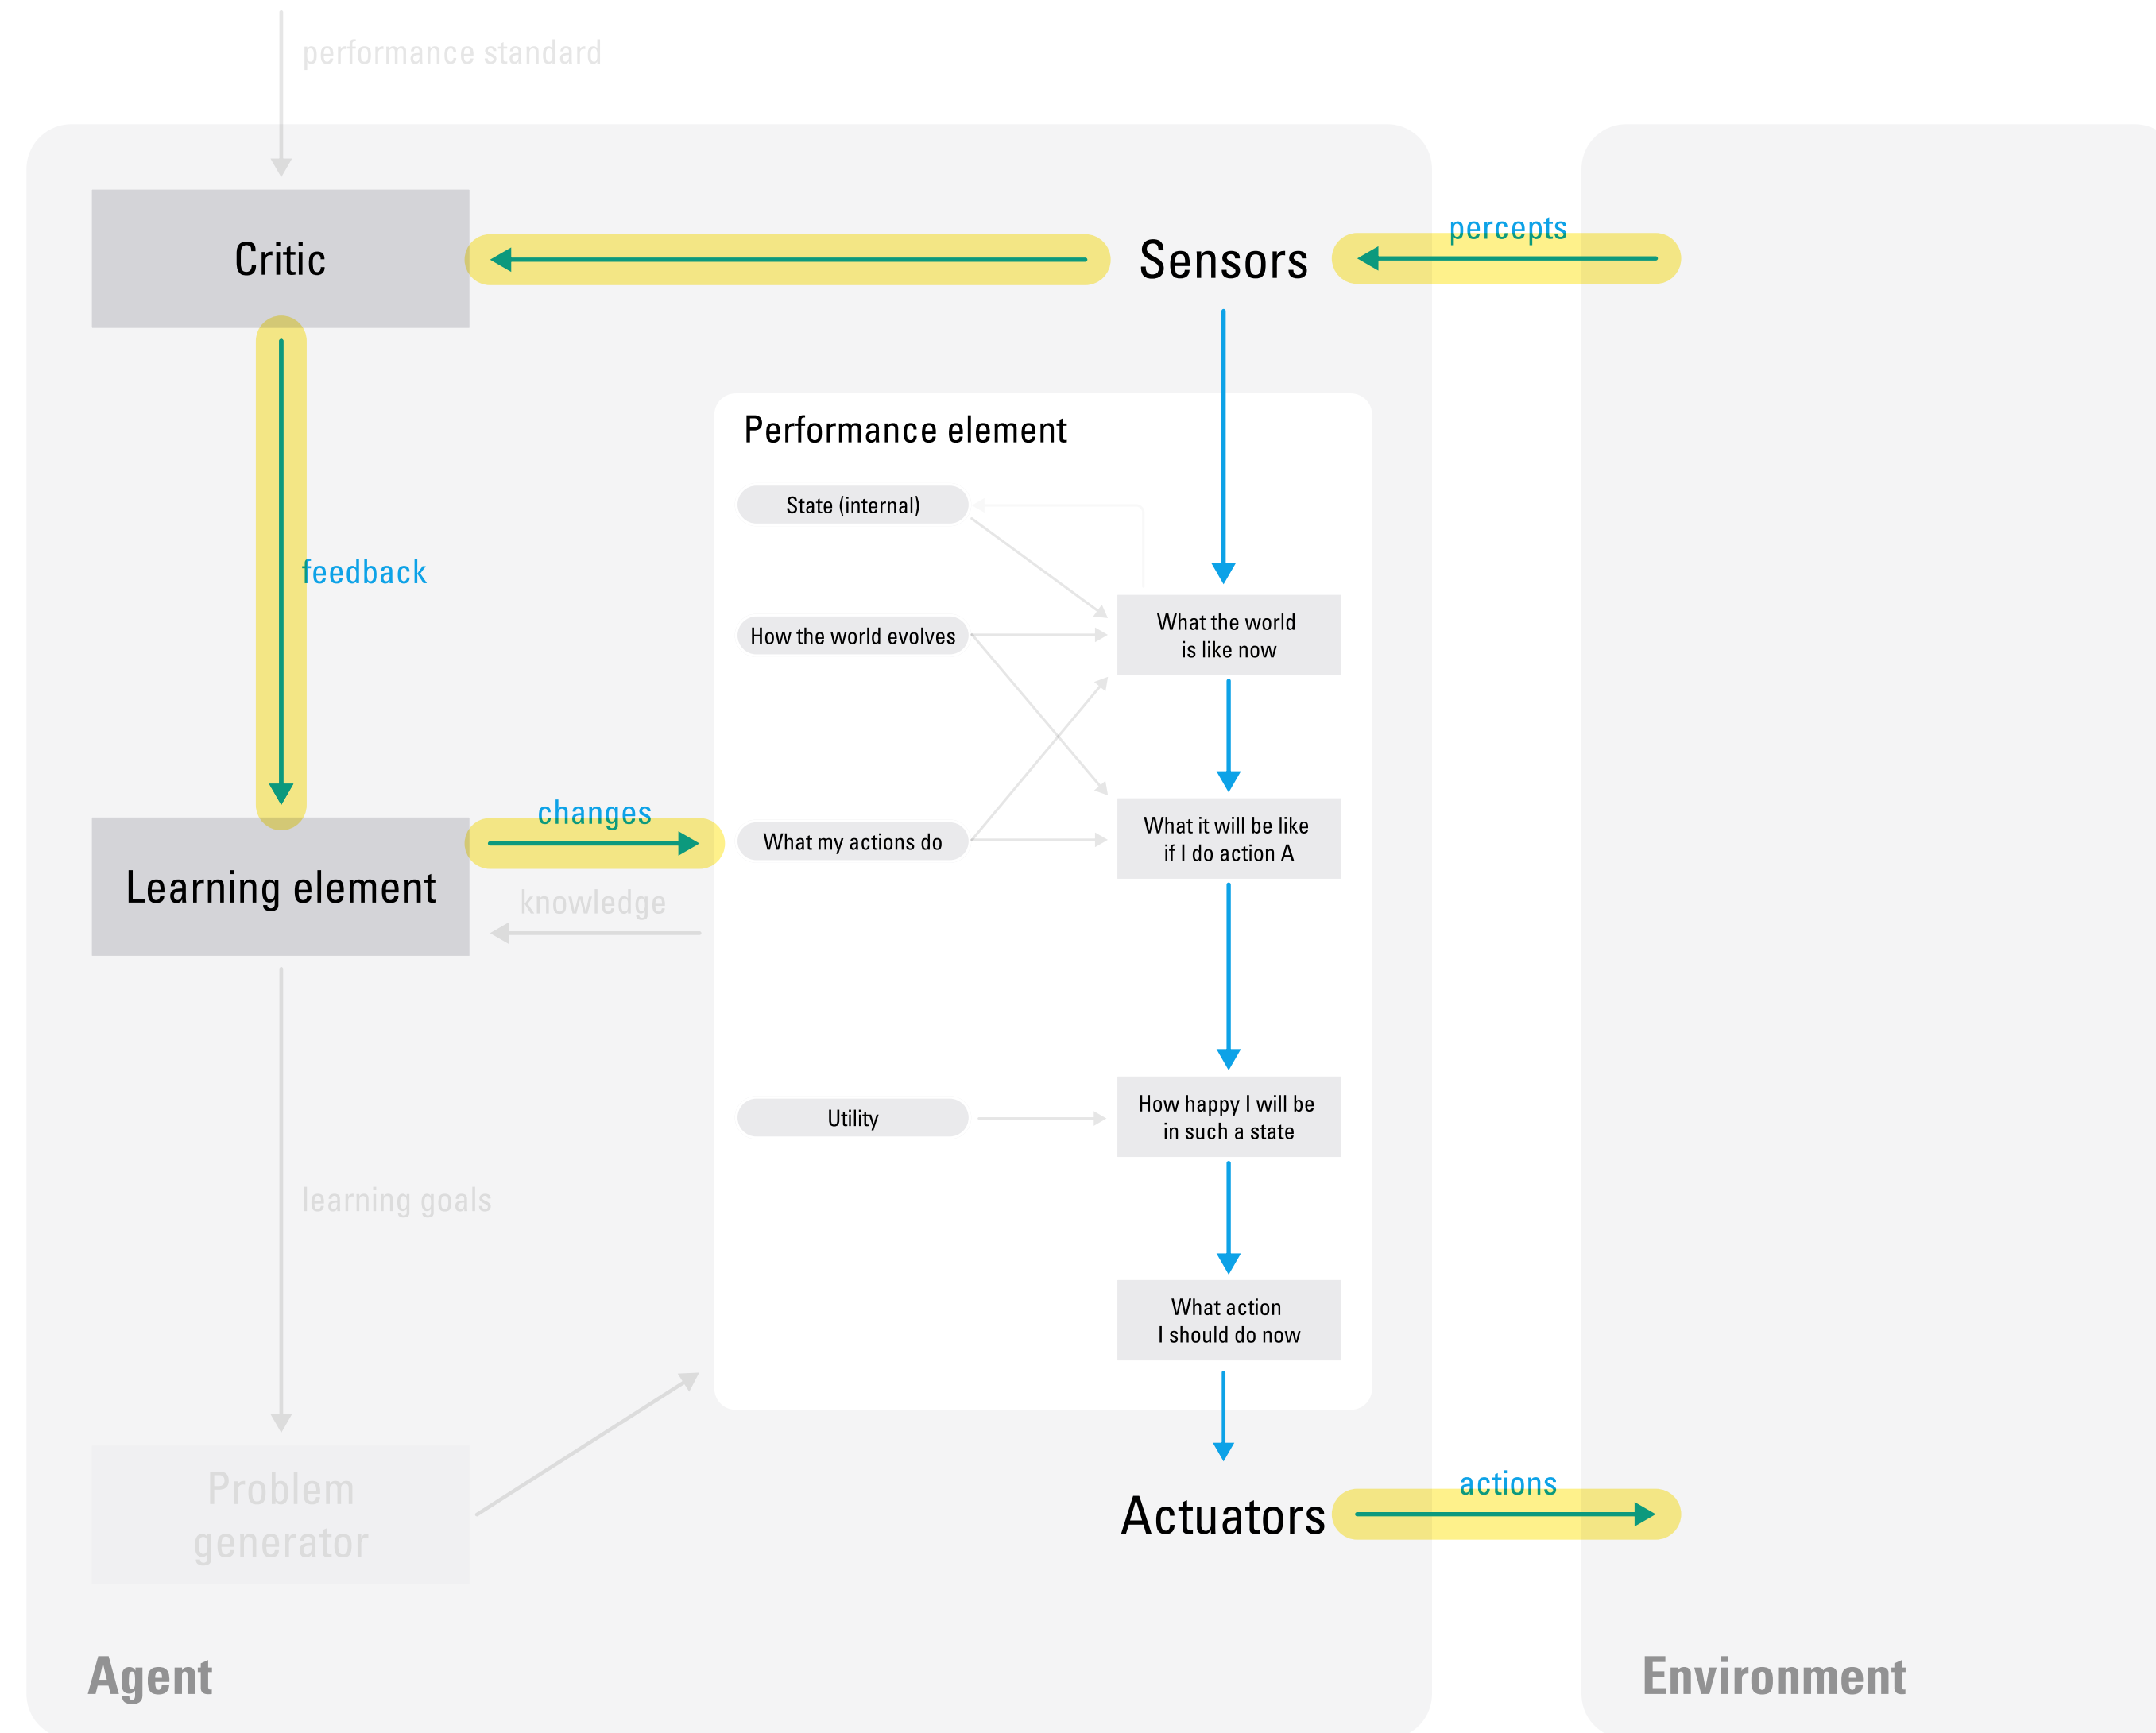 performance standard
percepts
Critic
Sensors
Performance element
State (internal)
feedback
What the world
is like now
How the world evolves
changes
What it will be like
if I do action A
What my actions do
Learning element
knowledge
How happy I will be
in such a state
Utility
learning goals
What action
I should do now
Problem
generator
actions
Actuators
Agent
Environment